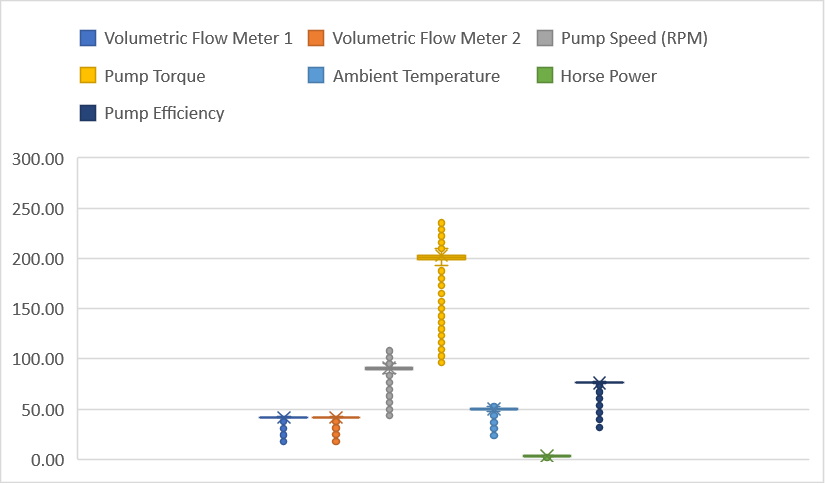 Volumetric Flow Meter 1 Volumetric Flow Meter 2 Pump Speed (RPM)
Pump Torque Ambient Temperature Horse Power
Pump Efficiency
300.00
250.00
200.00
150.00
100.00
50.00
0.00